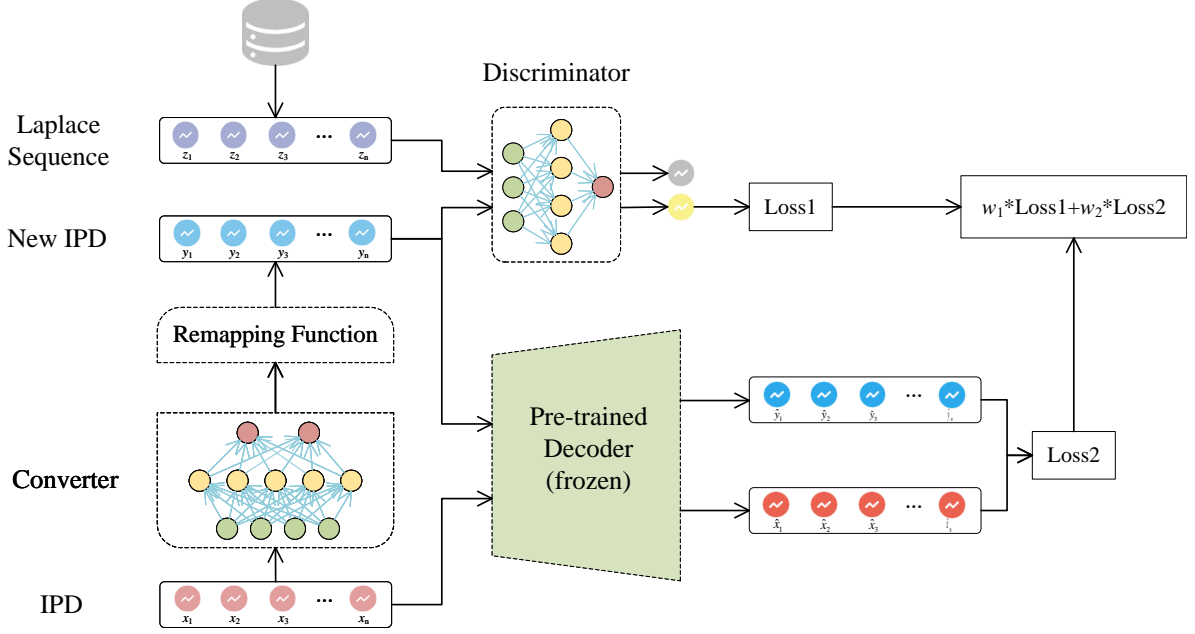 Discriminator
Laplace
Sequence
z1 z2 z3 ... zn
New IPD
y1 y2 y3 ... yn
Loss1
w1*Loss1+w2*Loss2
Remapping Function
Pre-trained
Decoder
(frozen)
ŷ1 ŷ2 ŷ3 ...
Converter
Loss2
x̂1 x̂2 x̂3 ...
IPD
x1 x2 x3 ... xn